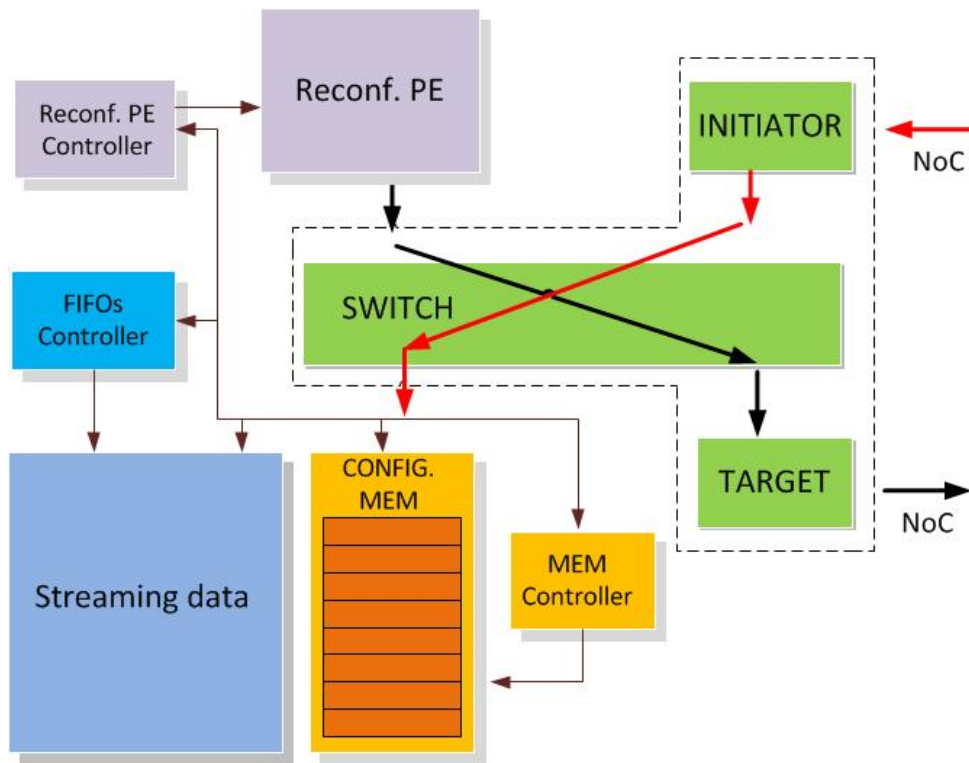 Reconf. PE
Reconf. PE
Controller
INITIATOR
NoC
FIFOs
Controller
SWITCH
CONFIG.
MEM
TARGET
NoC
MEM
Controller
Streaming data